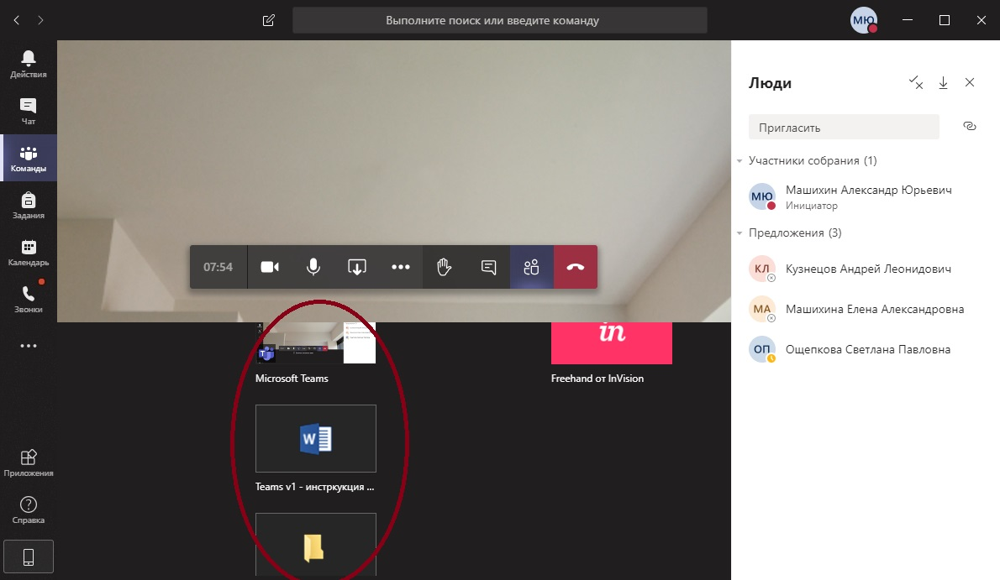 Выполните поиск или введите команду
МЮ
Действия
Чат
Команды
Задания
Календарь
Звонки
Приложения
Справка
07:54
in
T
Microsoft Teams
Freehand от InVision
W
Teams v1 - инстркукция ...
Люди
Пригласить
Участники собрания (1)
МЮ
Машихин Александр Юрьевич
Инициатор
Предложения (3)
КЛ
Кузнецов Андрей Леонидович
МА
Машихина Елена Александровна
ОП
Ощепкова Светлана Павловна